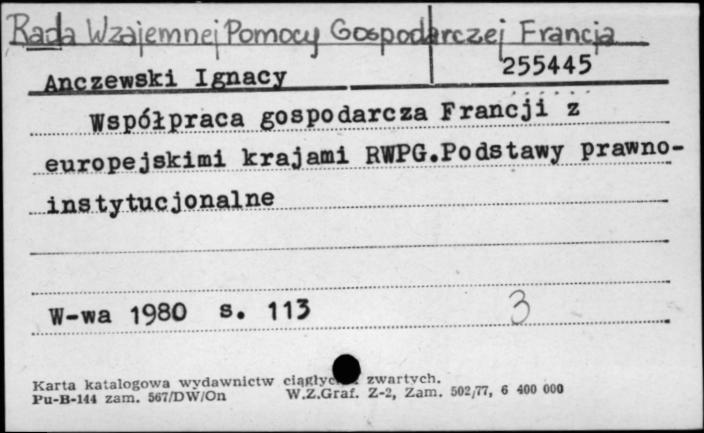 Rada Wzajemnej Pomocy Gospodarczej Francja
Anczewski Ignacy 255445
Współpraca gospodarcza Francji z
europejskimi krajami RWPG.Podstawy prawno-
instytucjonalne
W-wa 1980 s. 113 3
Karta katalogowa wydawnictw zwartych.
Pu-B-144 zam. 567/DW/On W.Z.Graf. Z-2, Zam. 502/77, 6 400 000